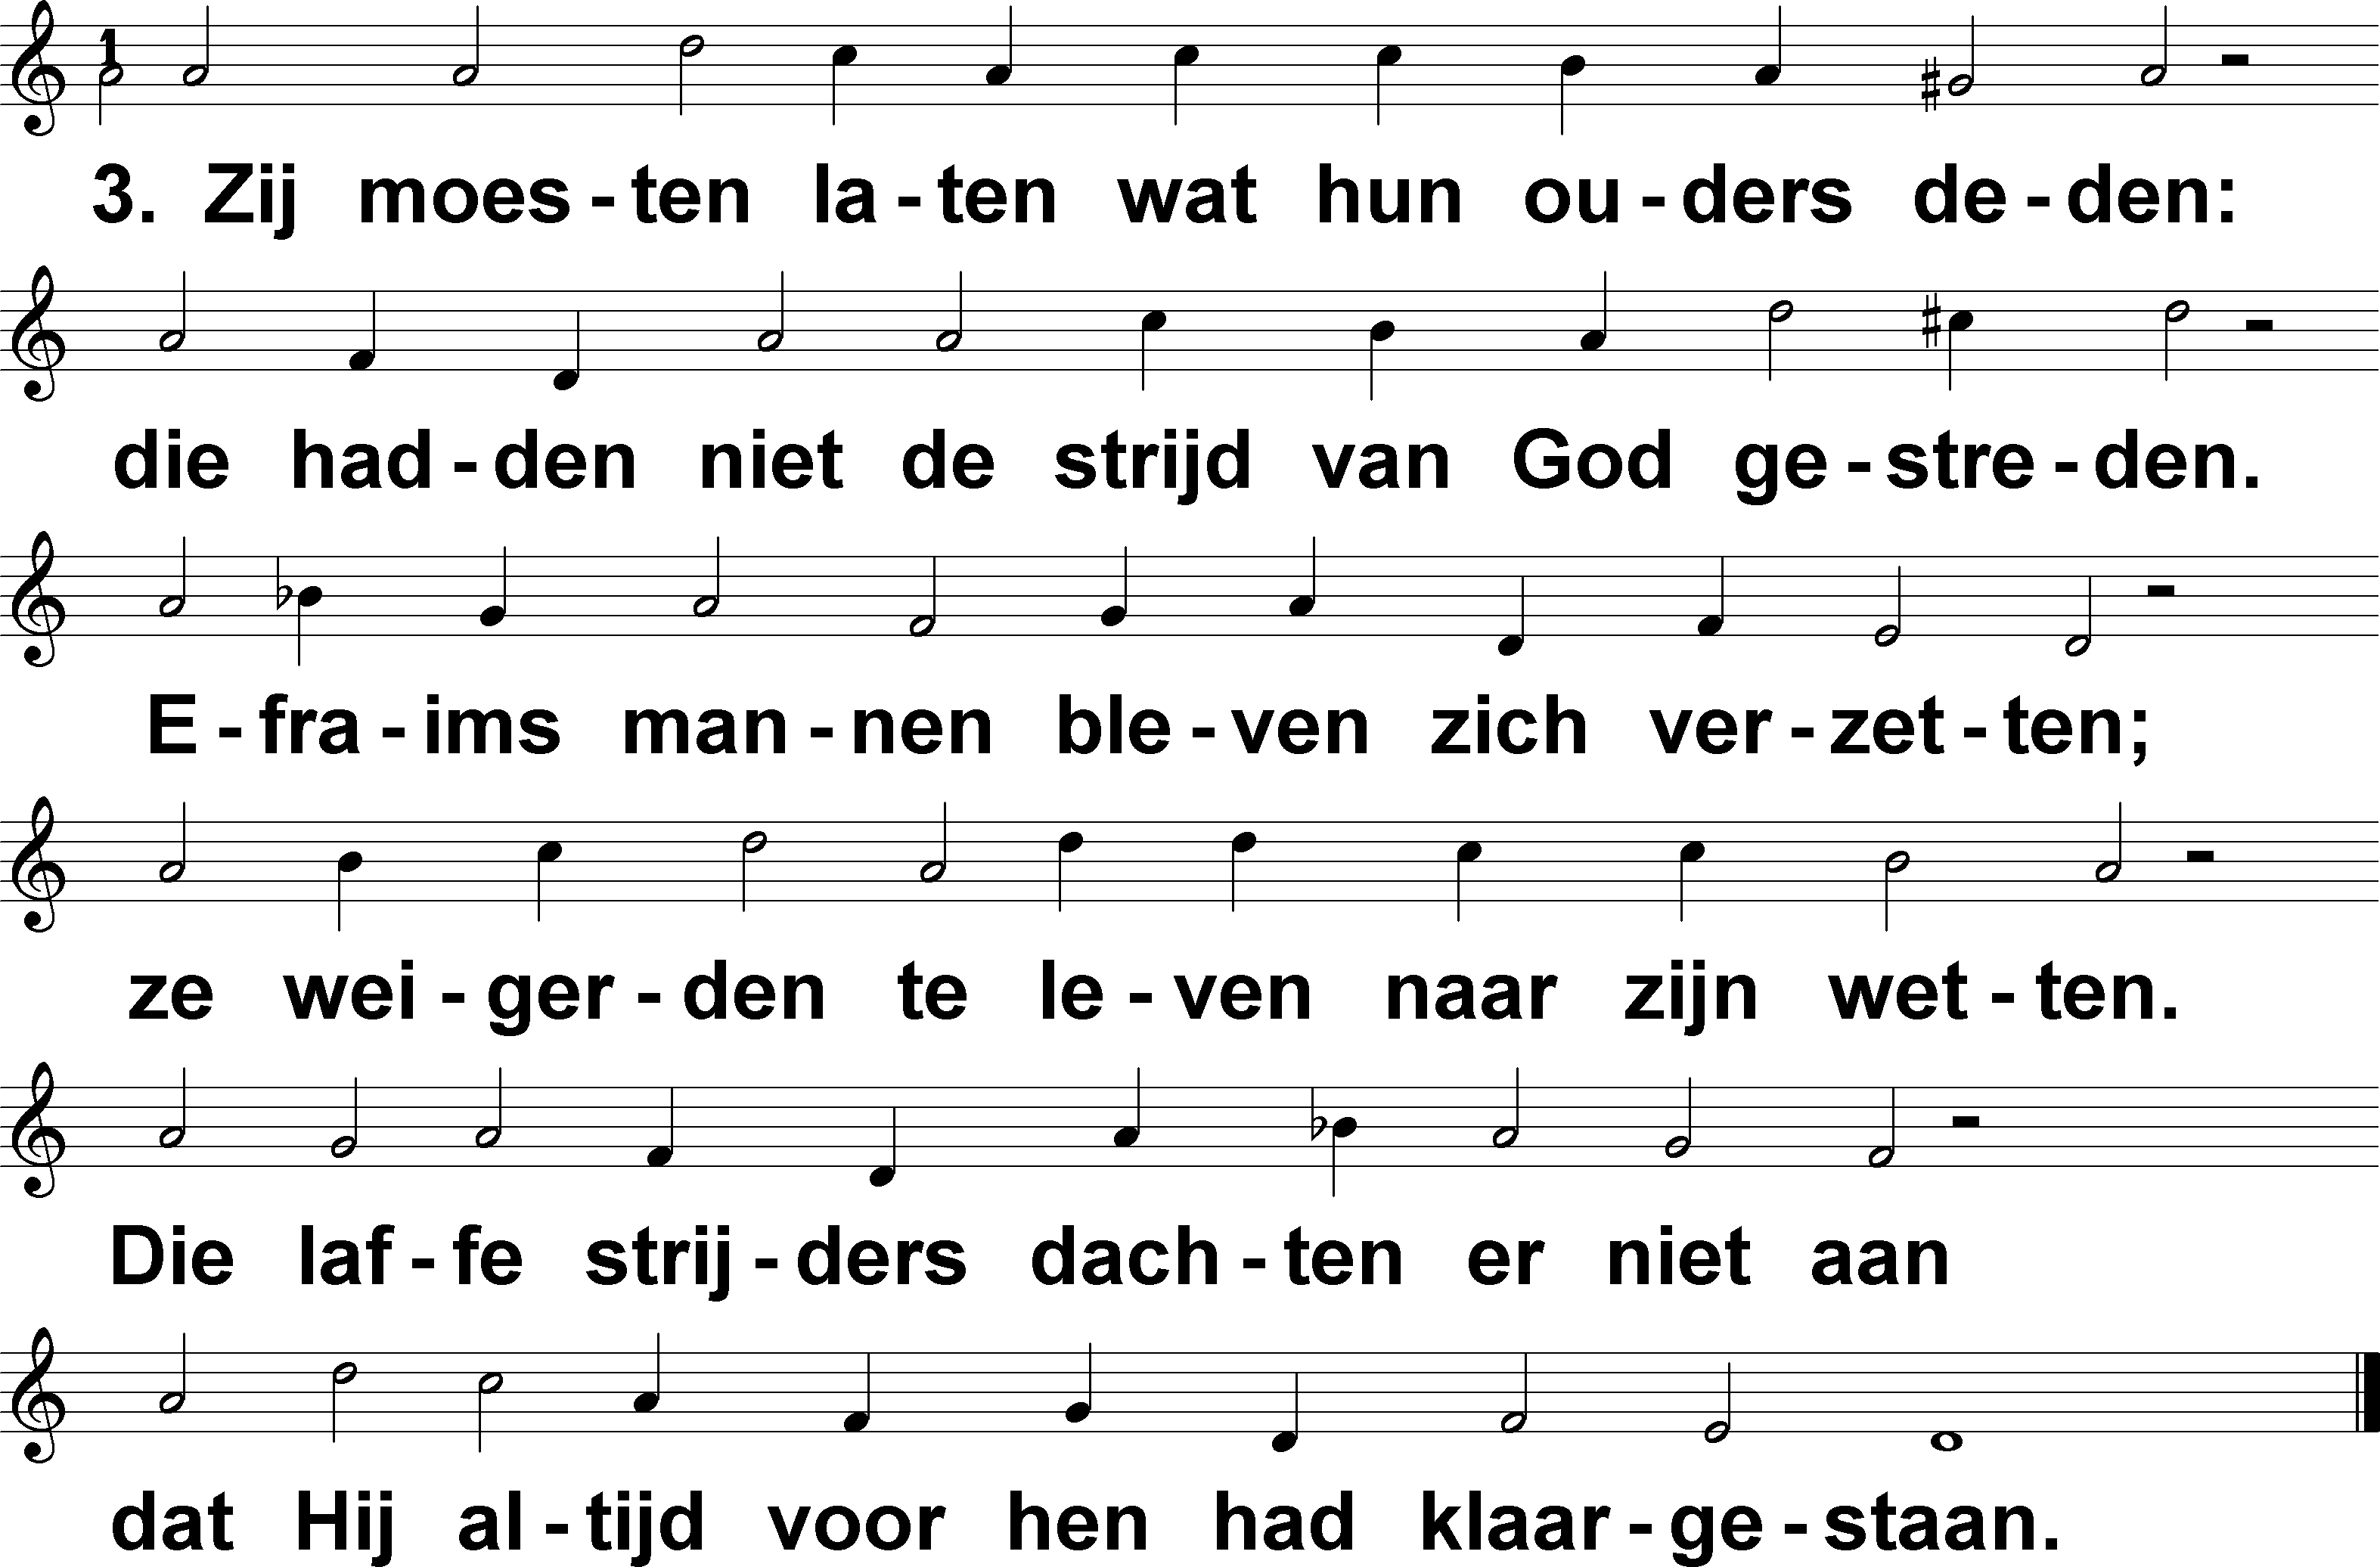 1
3. Zij moes - ten la - ten wat hun ou - ders de - den:
die had - den niet de strijd van God ge - stre - den.
E - fra - ims man - nen ble - ven zich ver - zet - ten;
ze wei - ger - den te le - ven naar zijn wet - ten.
Die laf - fe strij - ders dach - ten er niet aan
dat Hij al - tijd voor hen had klaar - ge - staan.